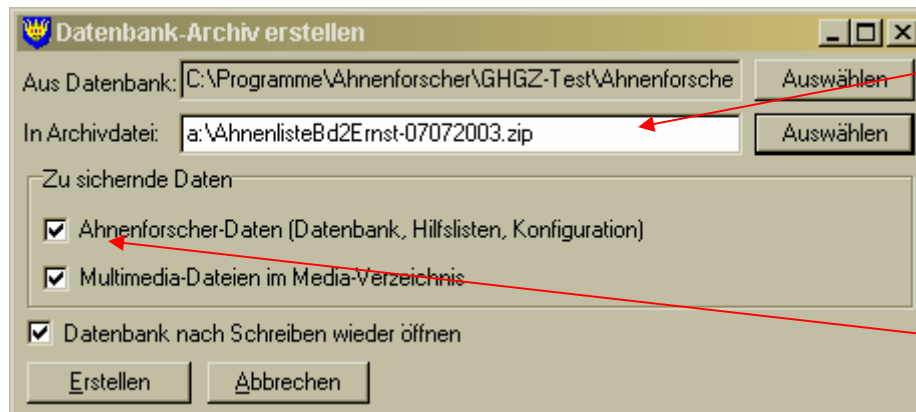 Datenbank-Archiv erstellen
Aus Datenbank: C:\Programme\Ahnenforscher\GHGZ-Test\Ahnenforsche Auswählen
In Archivdatei: a:\AhnenlisteBd2Ernst-07072003.zip Auswählen
Zu sichernde Daten
Ahnenforscher-Daten (Datenbank, Hilfslisten, Konfiguration)
Multimedia-Dateien im Media-Verzeichnis
Datenbank nach Schreiben wieder öffnen
Erstellen Abbrechen